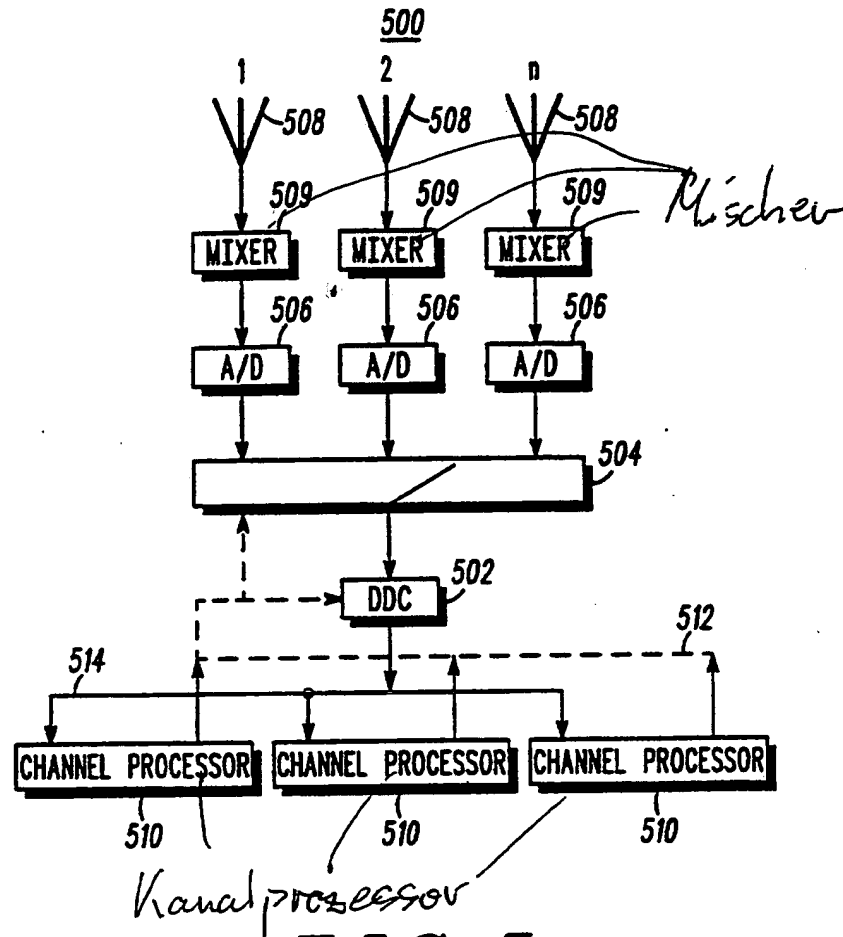 500
1 2 n
508 508 508
509 509 509 Mischer
MIXER MIXER MIXER
506 506 506
A/D A/D A/D
504
502
DDC
512
514
CHANNEL PROCESSOR CHANNEL PROCESSOR CHANNEL PROCESSOR
510 510 510
Kanalprozessor